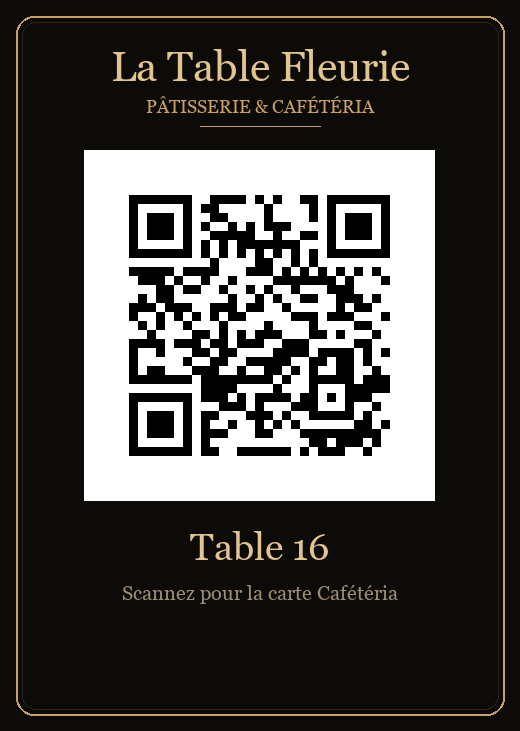 La Table Fleurie
PÂTISSERIE & CAFÉTÉRIA
Table 16
Scannez pour la carte Cafétéria